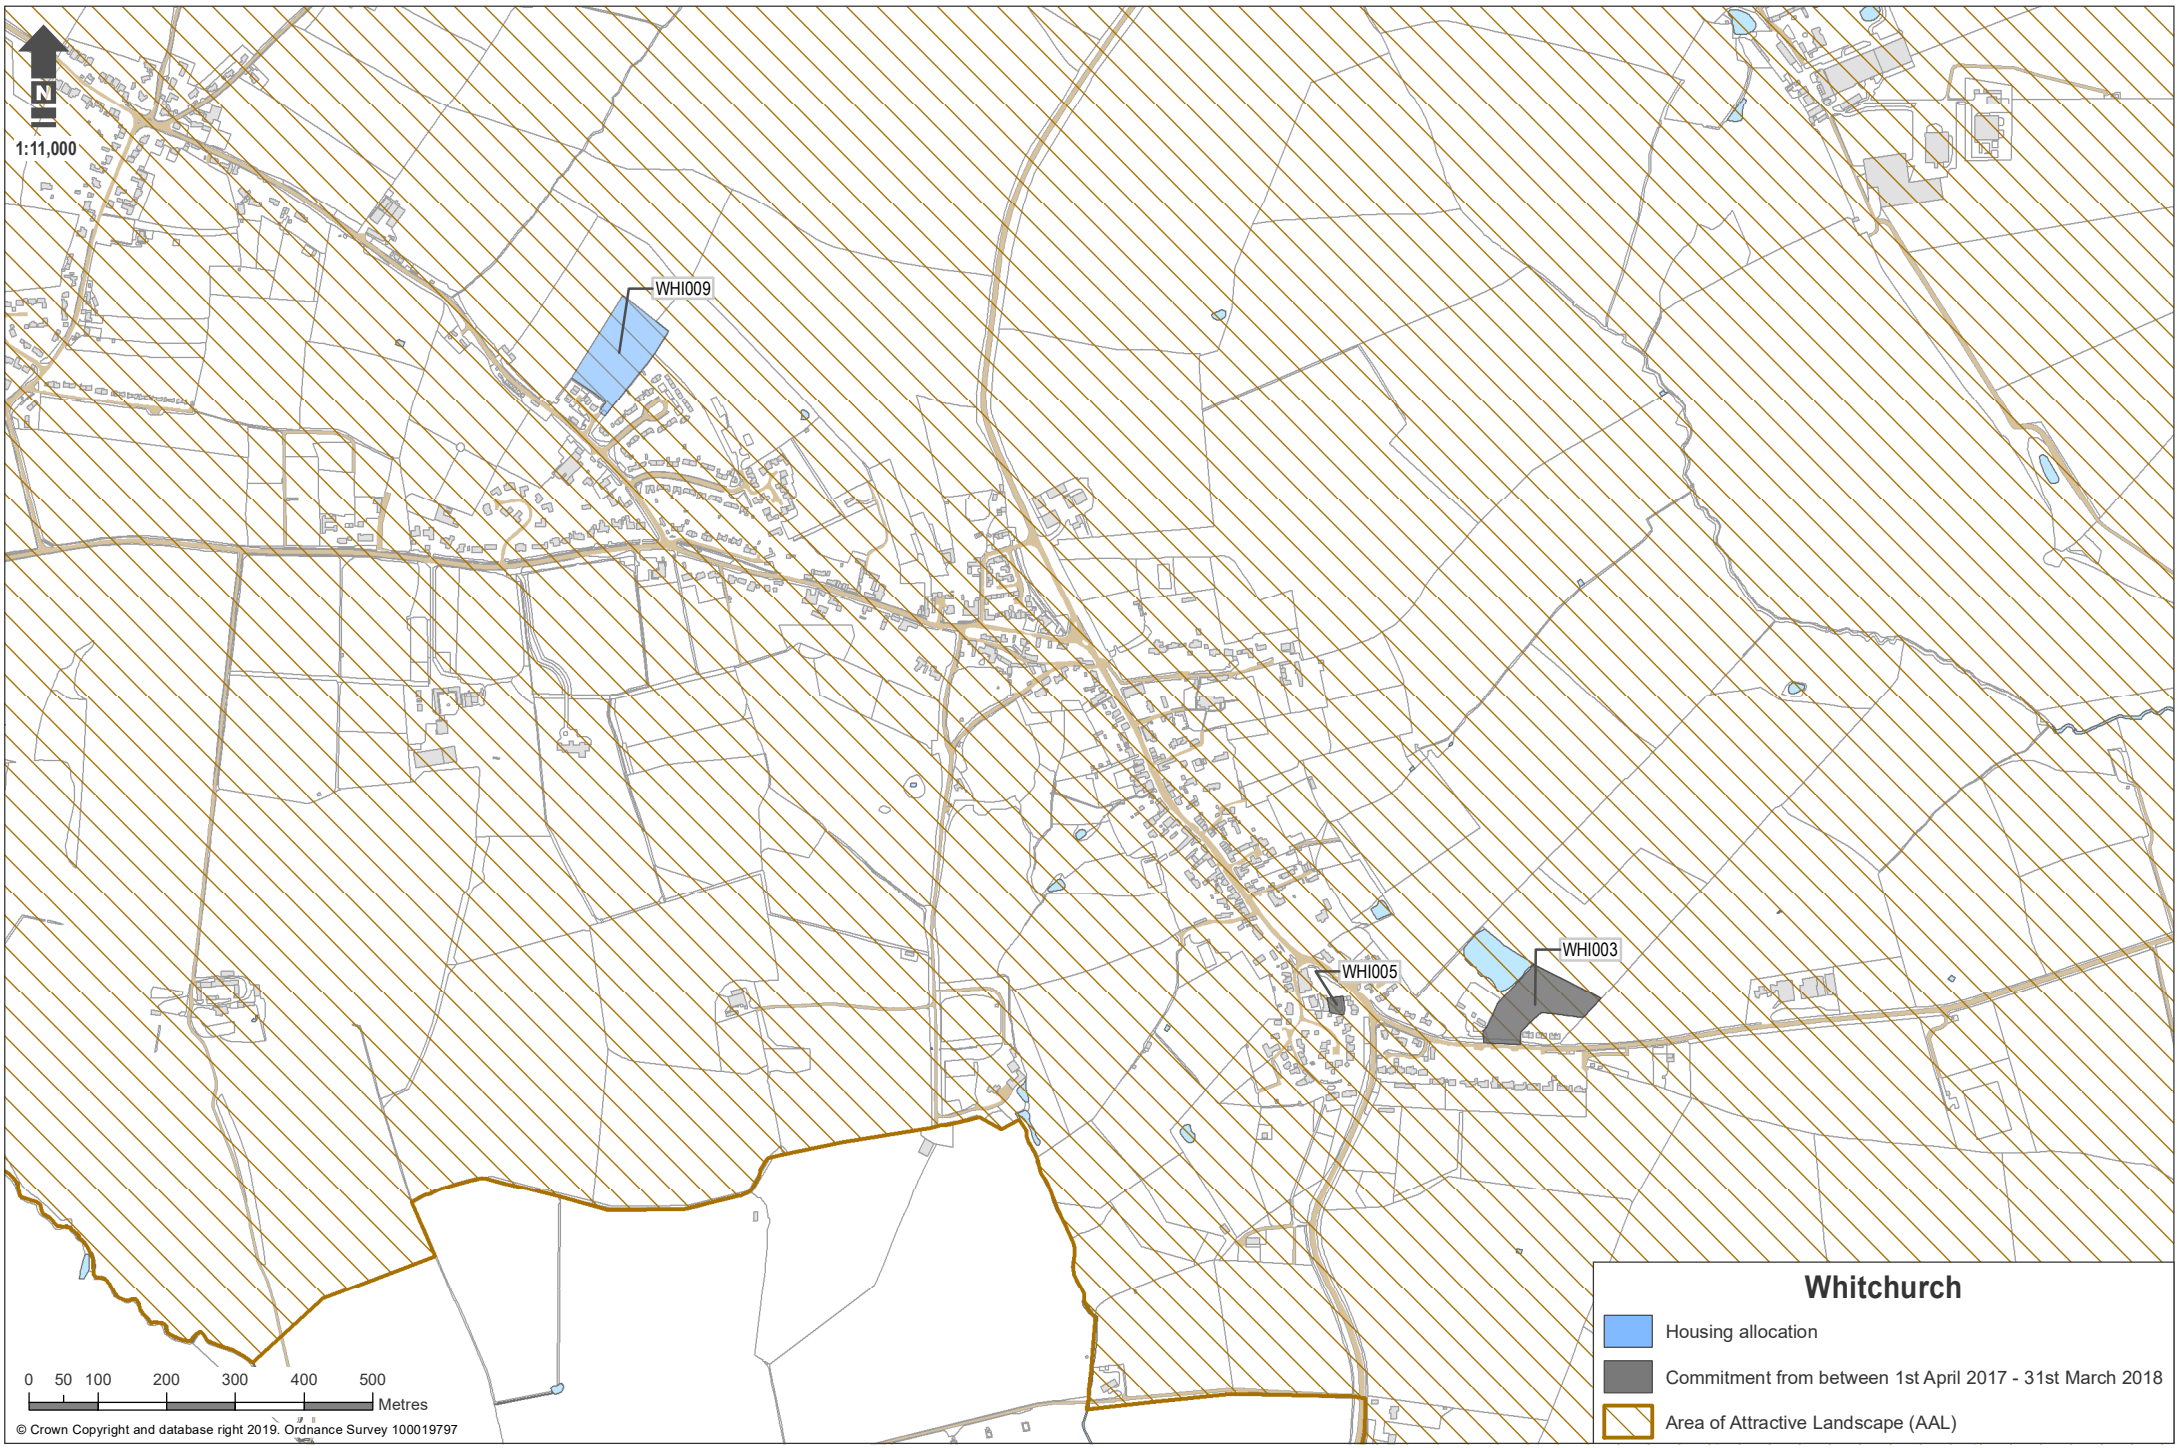 N
1:11,000
WHI009
WHI003
WHI005
Whitchurch
Housing allocation
Commitment from between 1st April 2017 - 31st March 2018
Area of Attractive Landscape (AAL)
0 50 100 200 300 400 500
Metres
© Crown Copyright and database right 2019. Ordnance Survey 100019797